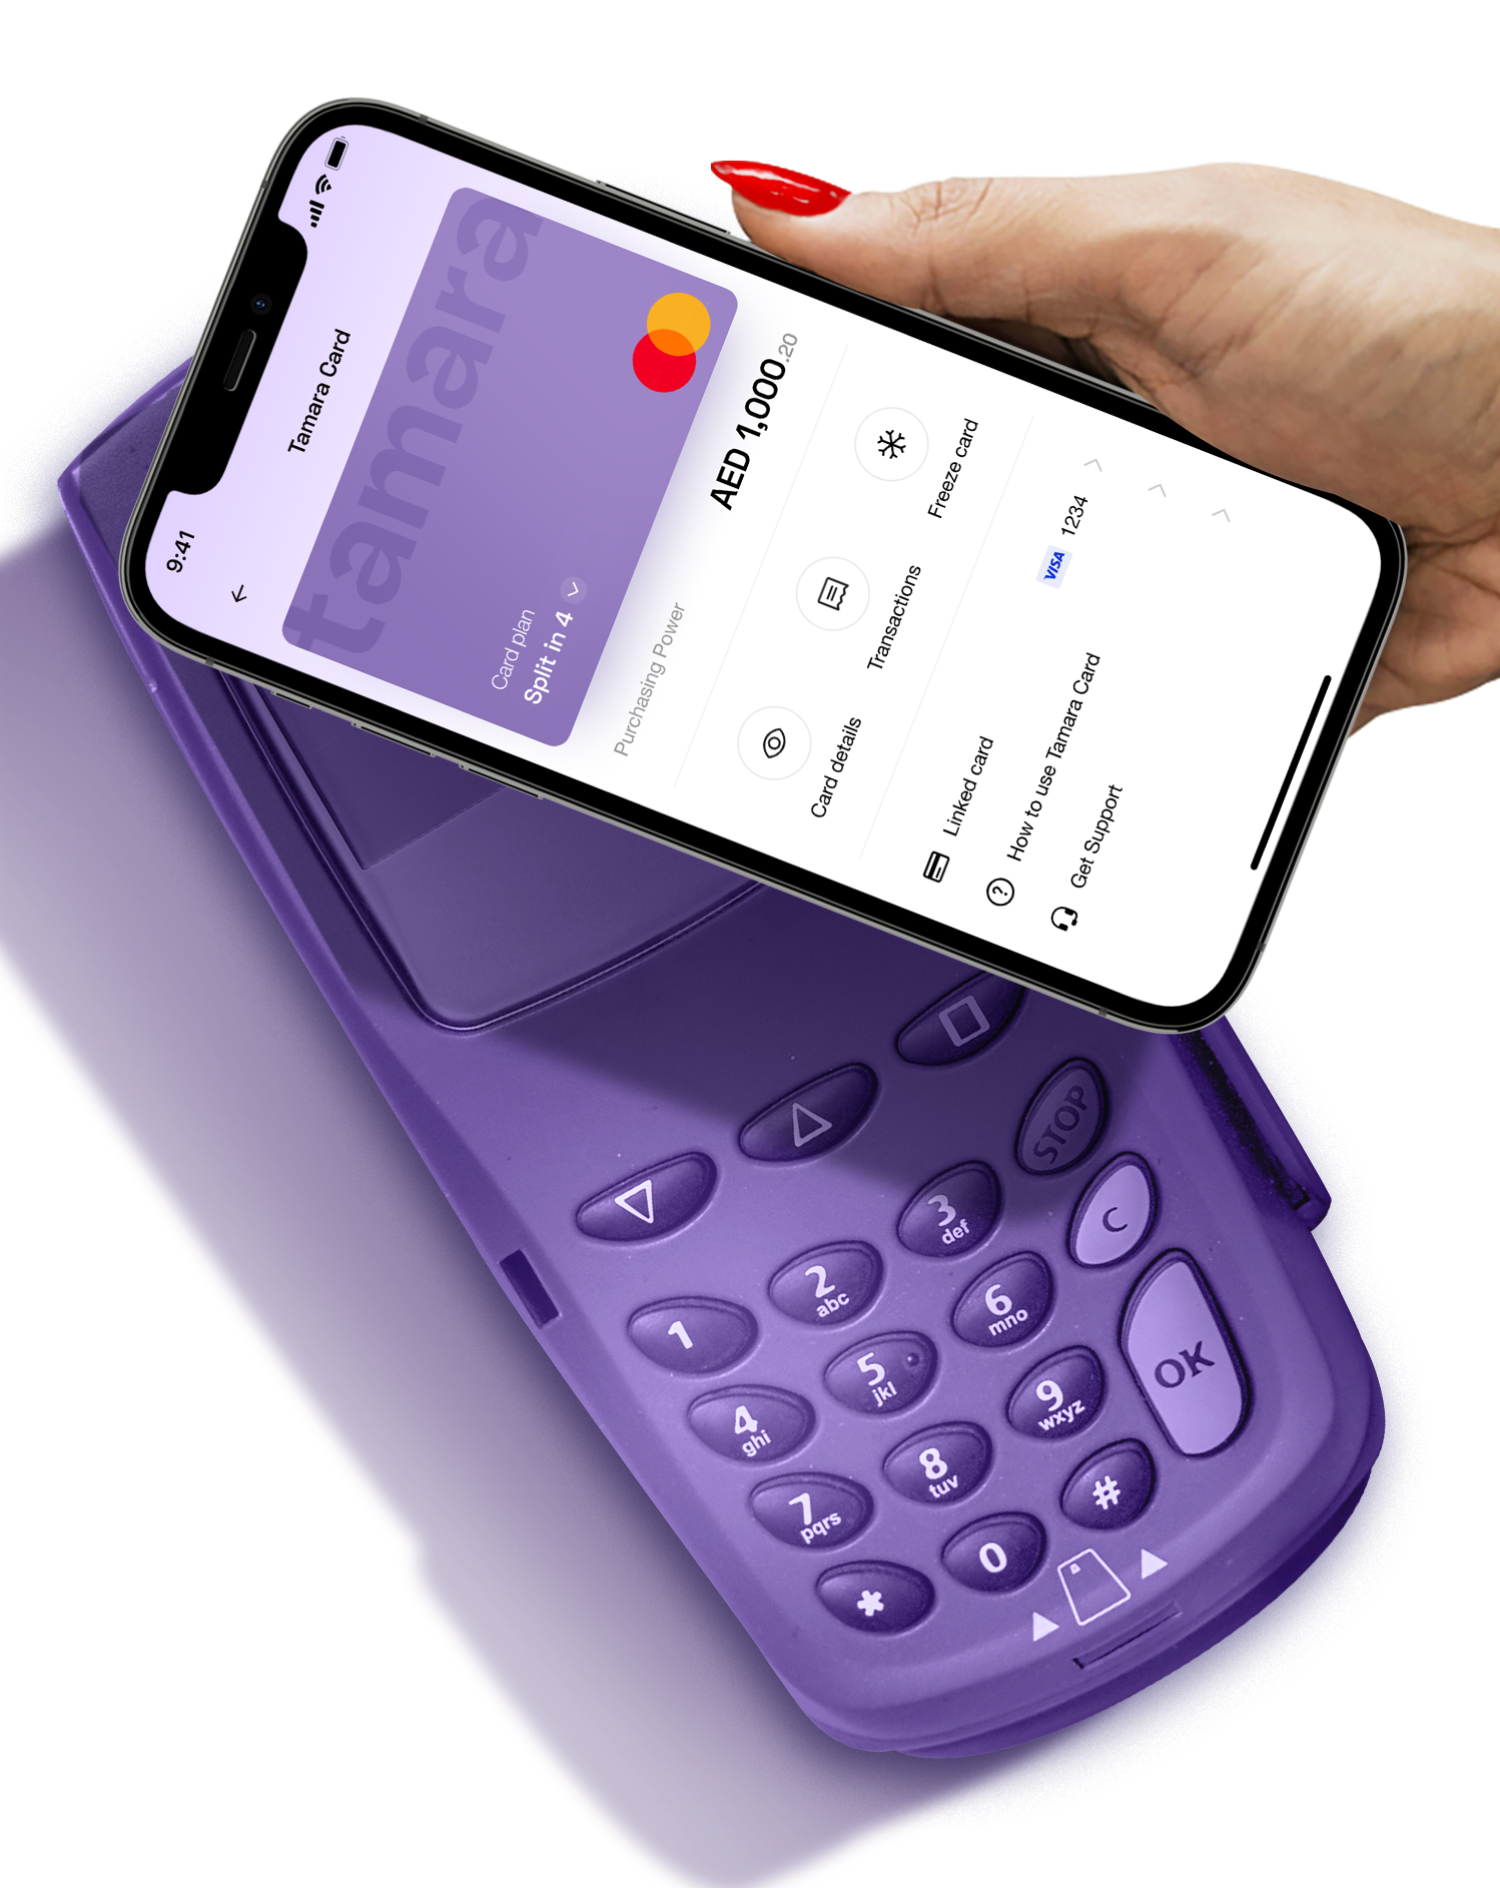 9:41
Tamara Card
tamara
Card plan
Split in 4
Purchasing Power
AED 1,000.20
Card details
Transactions
Freeze card
Linked card
VISA 1234
How to use Tamara Card
Get Support
STOP
1
2 abc
3 def
C
4 ghi
5 jkl
6 mno
OK
7 pqrs
8 tuv
9 wxyz
*
0
#